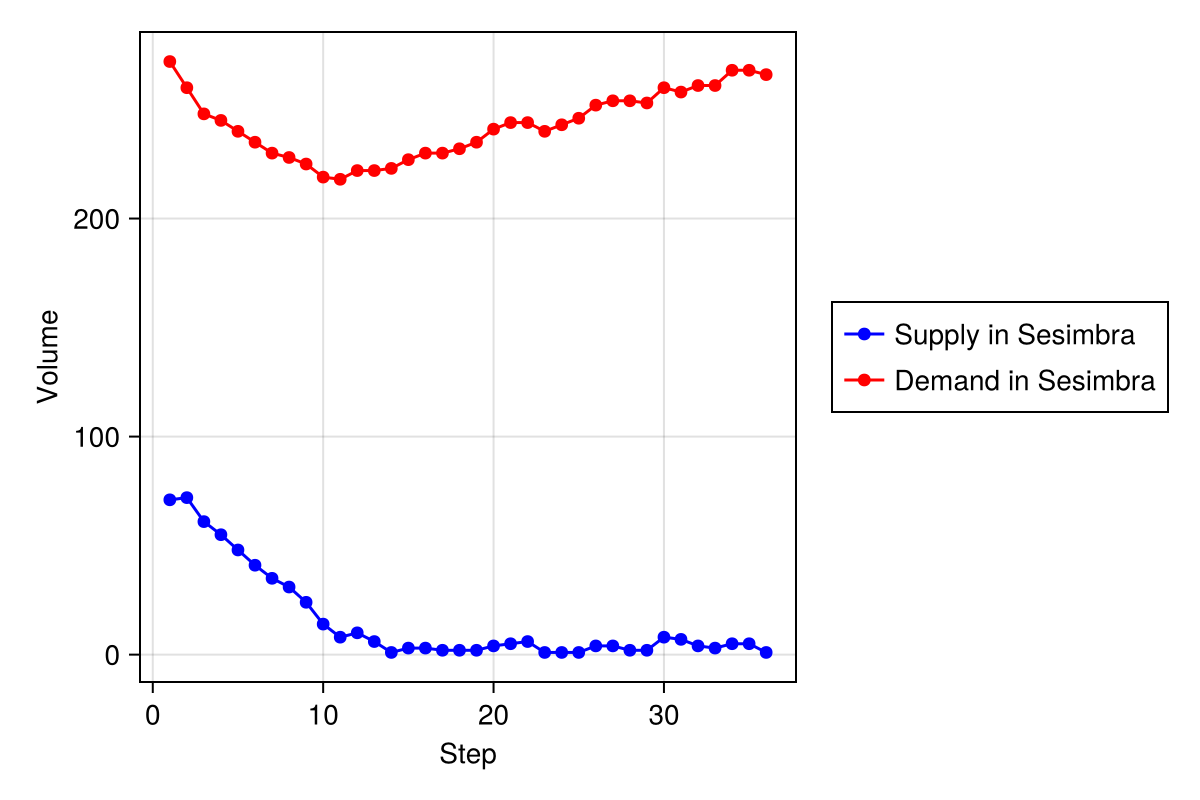 200
100
0
Volume
0 10 20 30
Step
Supply in Sesimbra
Demand in Sesimbra